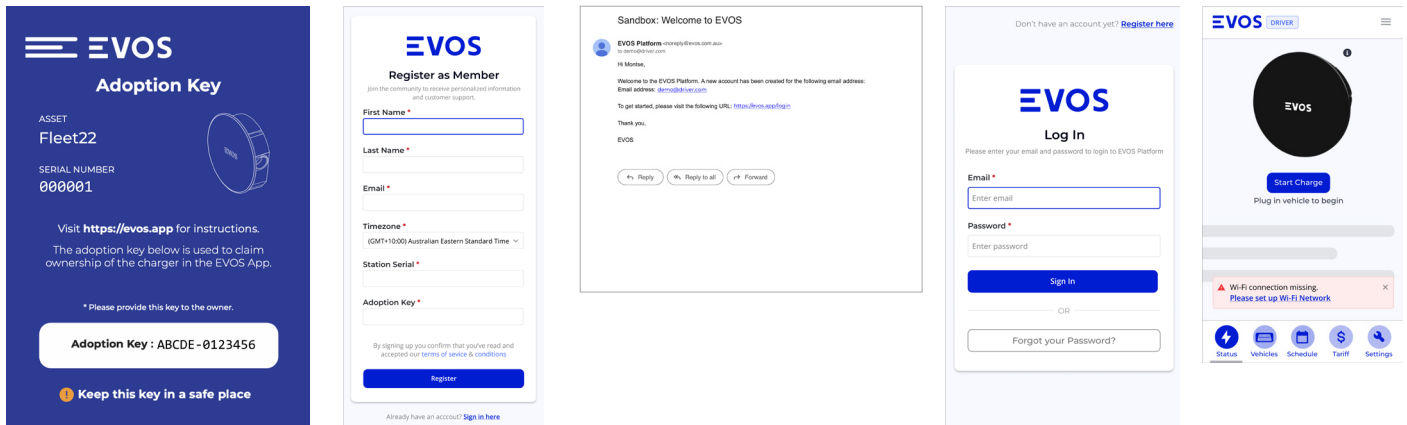 EVOS
Adoption Key
ASSET
Fleet22
SERIAL NUMBER
000001
EVOS
Visit https://evos.app for instructions.
The adoption key below is used to claim
ownership of the charger in the EVOS App.
* Please provide this key to the owner.
Adoption Key : ABCDE-0123456
! Keep this key in a safe place
EVOS
Register as Member
Join the community to receive personalized information
and customer support.
First Name *
Last Name *
Email *
Timezone *
(GMT+10:00) Australian Eastern Standard Time
Station Serial *
Adoption Key *
By signing up you confirm that you've read and
accepted our terms of sevice & conditions
Register
Already have an accout? Sign in here
Sandbox: Welcome to EVOS
EVOS Platform <noreply@evos.com.au>
to demo@driver.com
Hi Montse,
Welcome to the EVOS Platform. A new account has been created for the following email address:
Email address: demo@driver.com
To get started, please visit the following URL: https://evos.app/login
Thank you,
EVOS
Reply
Reply to all
Forward
Don't have an account yet? Register here
EVOS
Log In
Please enter your email and password to login to EVOS Platform
Email *
Enter email
Password *
Enter password
Sign In
OR
Forgot your Password?
EVOS DRIVER
EVOS
Start Charge
Plug in vehicle to begin
Wi-Fi connection missing.
Please set up Wi-Fi Network
Status Vehicles Schedule Tariff Settings